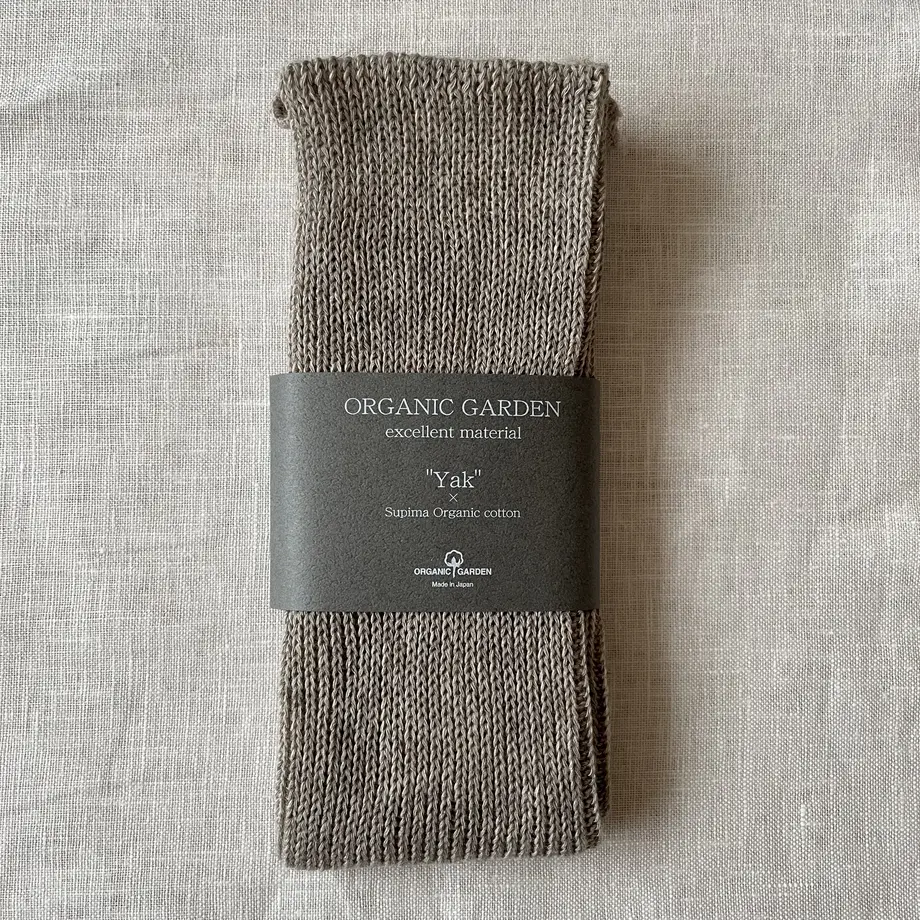 ORGANIC GARDEN
excellent material
"Yak"
×
Supima Organic cotton
ORGANIC GARDEN
Made in Japan